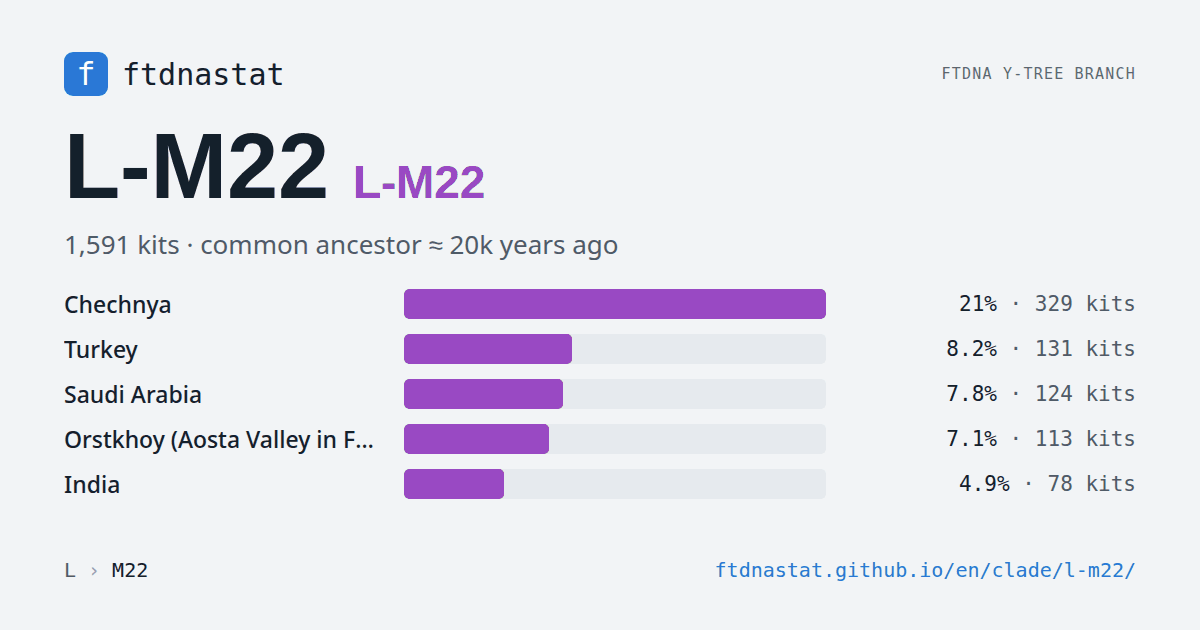 f ftdnastat
FTDNA Y-TREE BRANCH
L-M22 L-M22
1,591 kits · common ancestor ≈ 20k years ago
Chechnya 21% · 329 kits
Turkey 8.2% · 131 kits
Saudi Arabia 7.8% · 124 kits
Orstkhoy (Aosta Valley in F... 7.1% · 113 kits
India 4.9% · 78 kits
L › M22
ftdnastat.github.io/en/clade/l-m22/